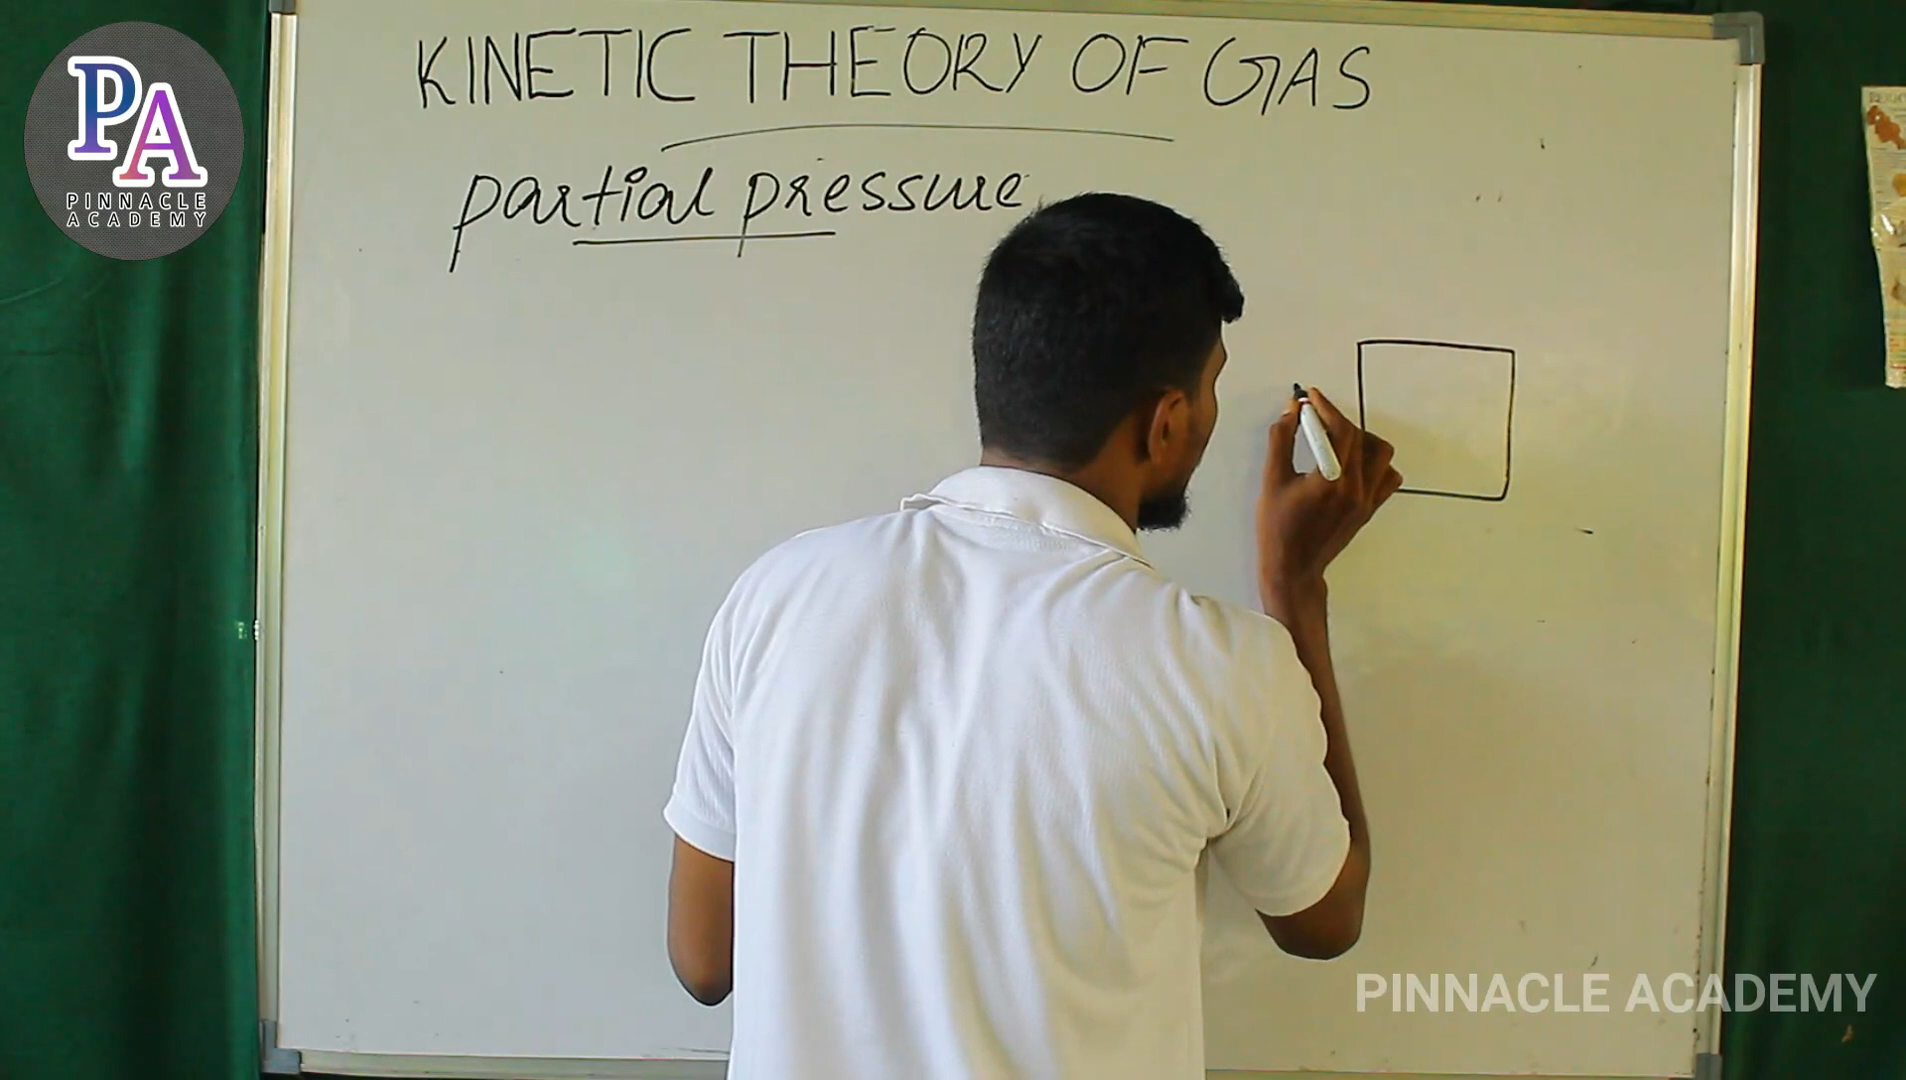 PA
PINNACLE
ACADEMY
KINETIC THEORY OF GAS
partial pressure
PINNACLE ACADEMY